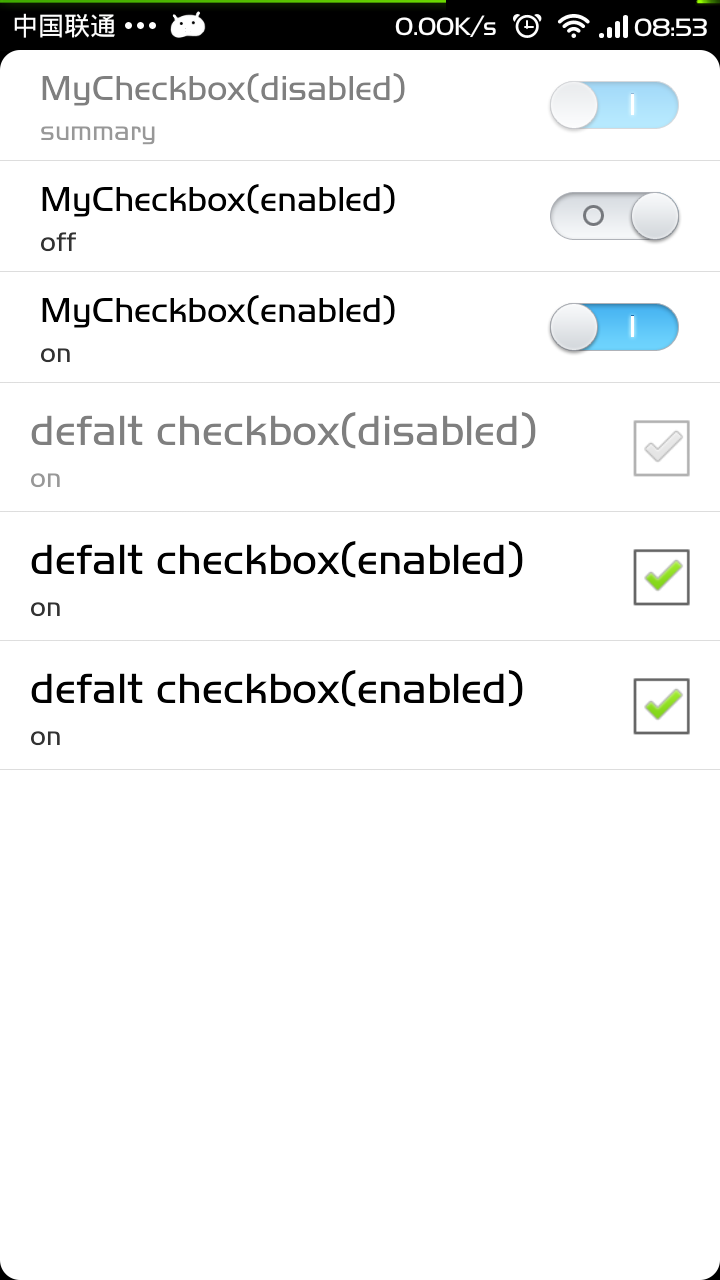 中国联通 ••• 0.00K/s 08:53
MyCheckbox(disabled)
summary
MyCheckbox(enabled)
off
MyCheckbox(enabled)
on
defalt checkbox(disabled)
on
defalt checkbox(enabled)
on
defalt checkbox(enabled)
on